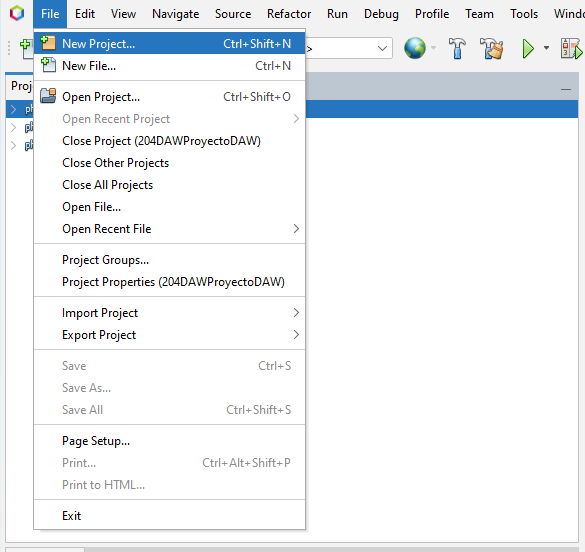 File Edit View Navigate Source Refactor Run Debug Profile Team Tools Window
New Project... Ctrl+Shift+N
New File... Ctrl+N
Open Project... Ctrl+Shift+O
Open Recent Project
Close Project (204DAWProyectoDAW)
Close Other Projects
Close All Projects
Open File...
Open Recent File
Project Groups...
Project Properties (204DAWProyectoDAW)
Import Project
Export Project
Save Ctrl+S
Save As...
Save All Ctrl+Shift+S
Page Setup...
Print... Ctrl+Alt+Shift+P
Print to HTML...
Exit